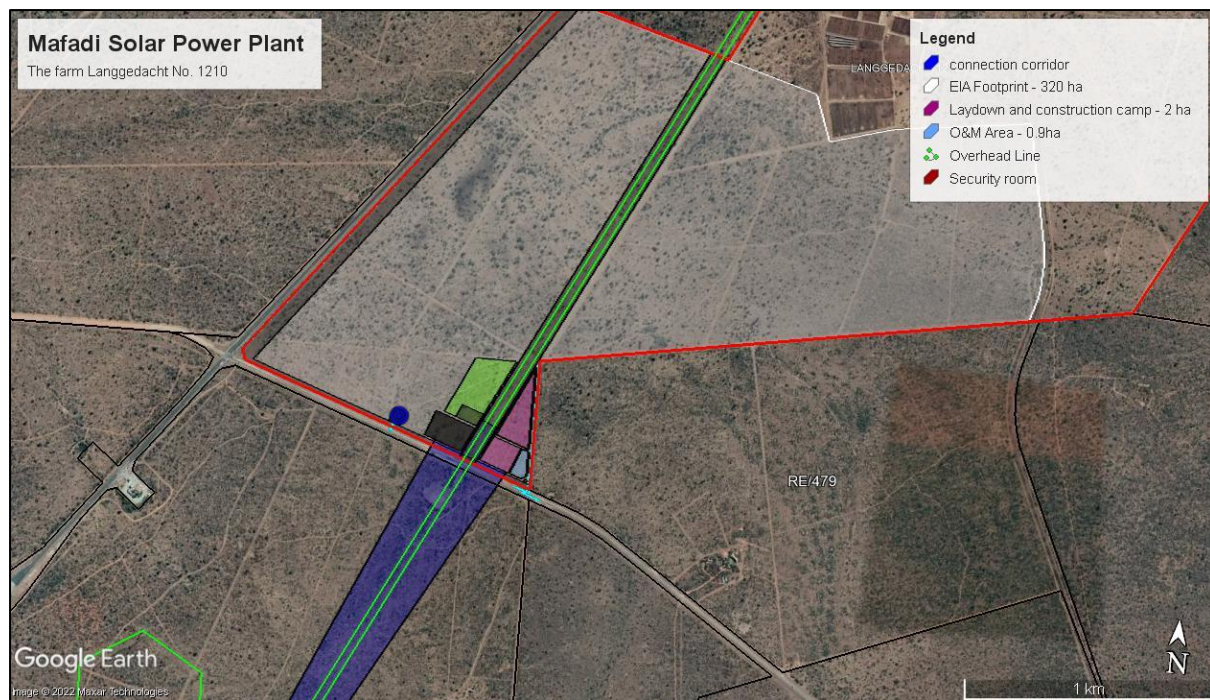 Mafadi Solar Power Plant
The farm Langgedacht No. 1210
Legend
connection corridor
EIA Footprint - 320 ha
Laydown and construction camp - 2 ha
O&M Area - 0.9ha
Overhead Line
Security room
LANGGEDA
RE/479
Google Earth
Image © 2022 Maxar Technologies
N
1 km